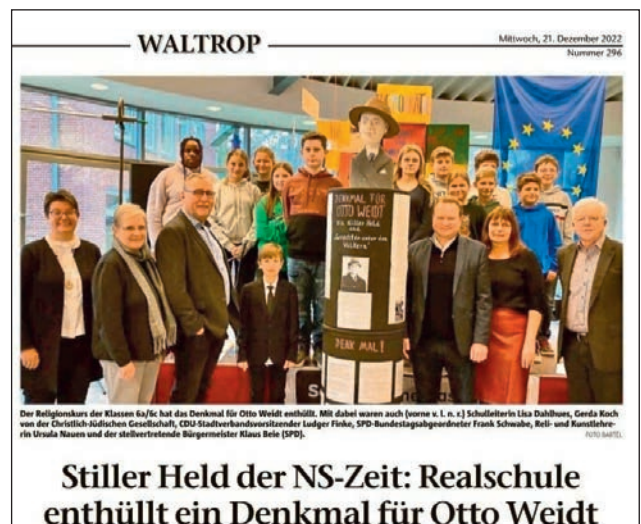 WALTROP
Mittwoch, 21. Dezember 2022
Nummer 296
DENKMAL FÜR
OTTO WEIDT
DENK MAL!
Der Religionskurs der Klassen 6a/6c hat das Denkmal für Otto Weidt enthüllt. Mit dabei waren auch (vorne v. l. n. r.) Schulleiterin Lisa Dahlhues, Gerda Koch
von der Christlich-Jüdischen Gesellschaft, CDU-Stadtverbandsvorsitzender Ludger Finke, SPD-Bundestagsabgeordneter Frank Schwabe, Reli- und Kunstlehre-
rin Ursula Nauen und der stellvertretende Bürgermeister Klaus Beie (SPD).
FOTO BARTEL
Stiller Held der NS-Zeit: Realschule
enthüllt ein Denkmal für Otto Weidt